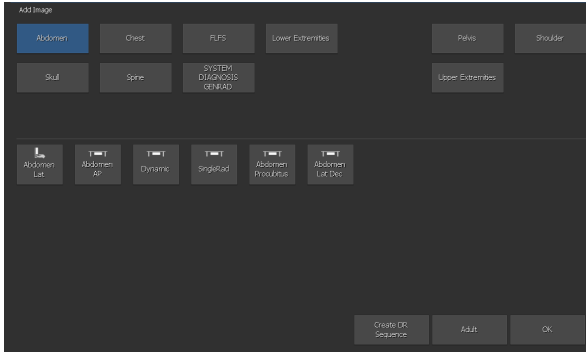 Add Image
Abdomen
Chest
FLFS
Lower Extremities
Pelvis
Shoulder
Skull
Spine
SYSTEM
DIAGNOSIS
GENRAD
Upper Extremities
Abdomen
Lat
Abdomen
AP
Dynamic
SingleRad
Abdomen
Procubitus
Abdomen
Lat Dec
Create DR
Sequence
Adult
OK